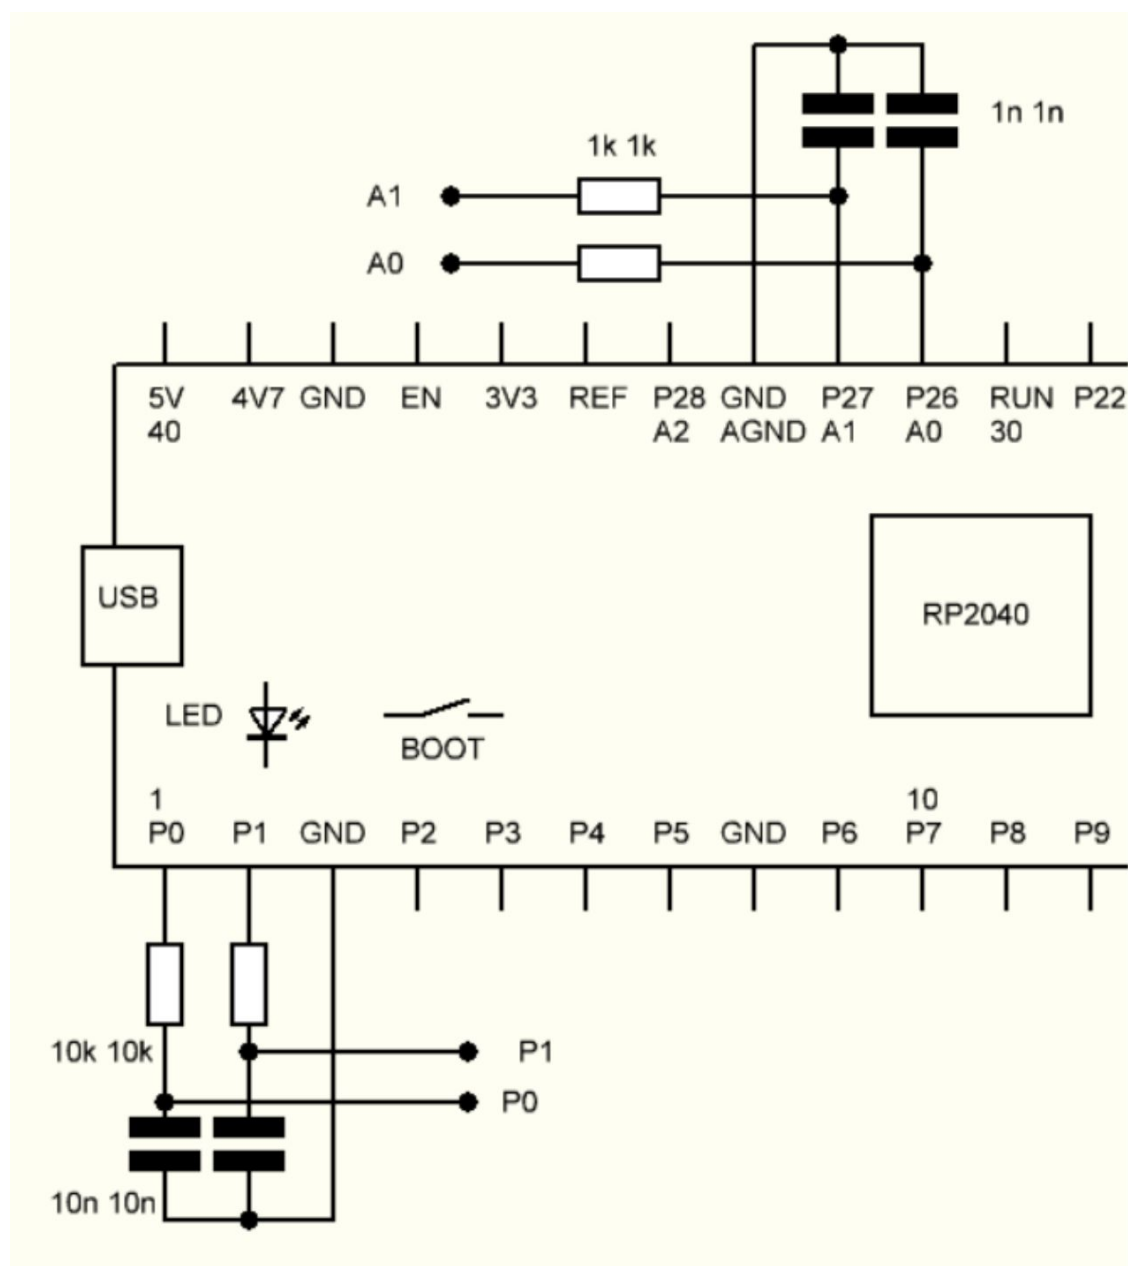 1n 1n
1k 1k
A1
A0
5V 4V7 GND EN 3V3 REF P28 GND P27 P26 RUN P22
40 A2 AGND A1 A0 30
USB
RP2040
LED
BOOT
1 10
P0 P1 GND P2 P3 P4 P5 GND P6 P7 P8 P9
10k 10k
P1
P0
10n 10n